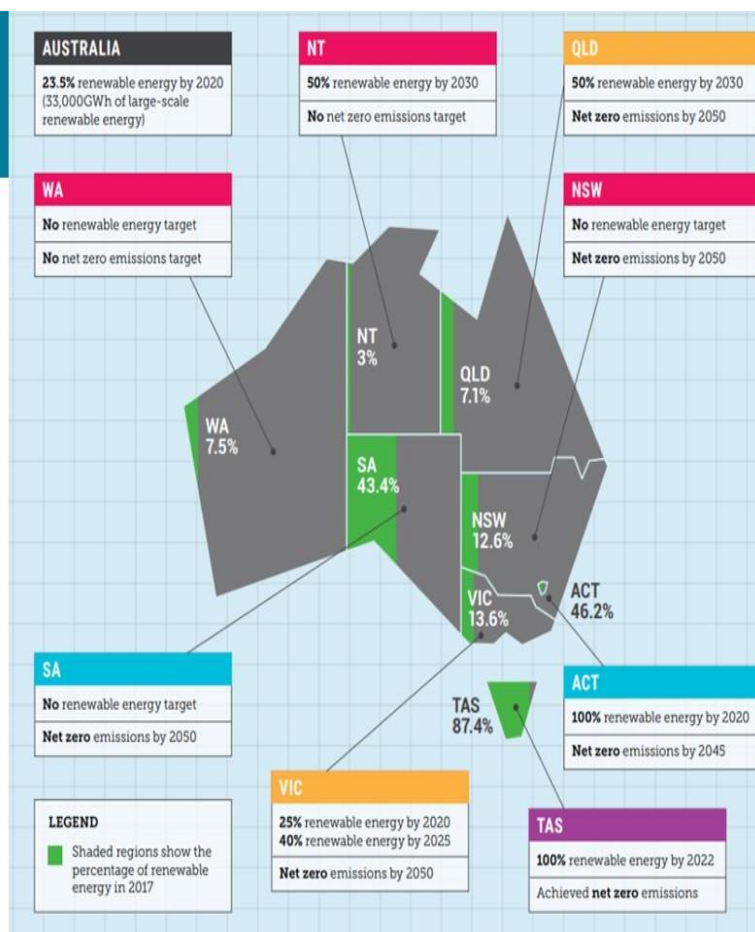 AUSTRALIA
23.5% renewable energy by 2020
(33,000GWh of large-scale
renewable energy)
NT
50% renewable energy by 2030
No net zero emissions target
QLD
50% renewable energy by 2030
Net zero emissions by 2050
WA
No renewable energy target
No net zero emissions target
NSW
No renewable energy target
Net zero emissions by 2050
NT
3%
QLD
7.1%
WA
7.5%
SA
43.4%
NSW
12.6%
ACT
46.2%
VIC
13.6%
TAS
87.4%
SA
No renewable energy target
Net zero emissions by 2050
ACT
100% renewable energy by 2020
Net zero emissions by 2045
VIC
25% renewable energy by 2020
40% renewable energy by 2025
Net zero emissions by 2050
TAS
100% renewable energy by 2022
Achieved net zero emissions
LEGEND
Shaded regions show the
percentage of renewable
energy in 2017